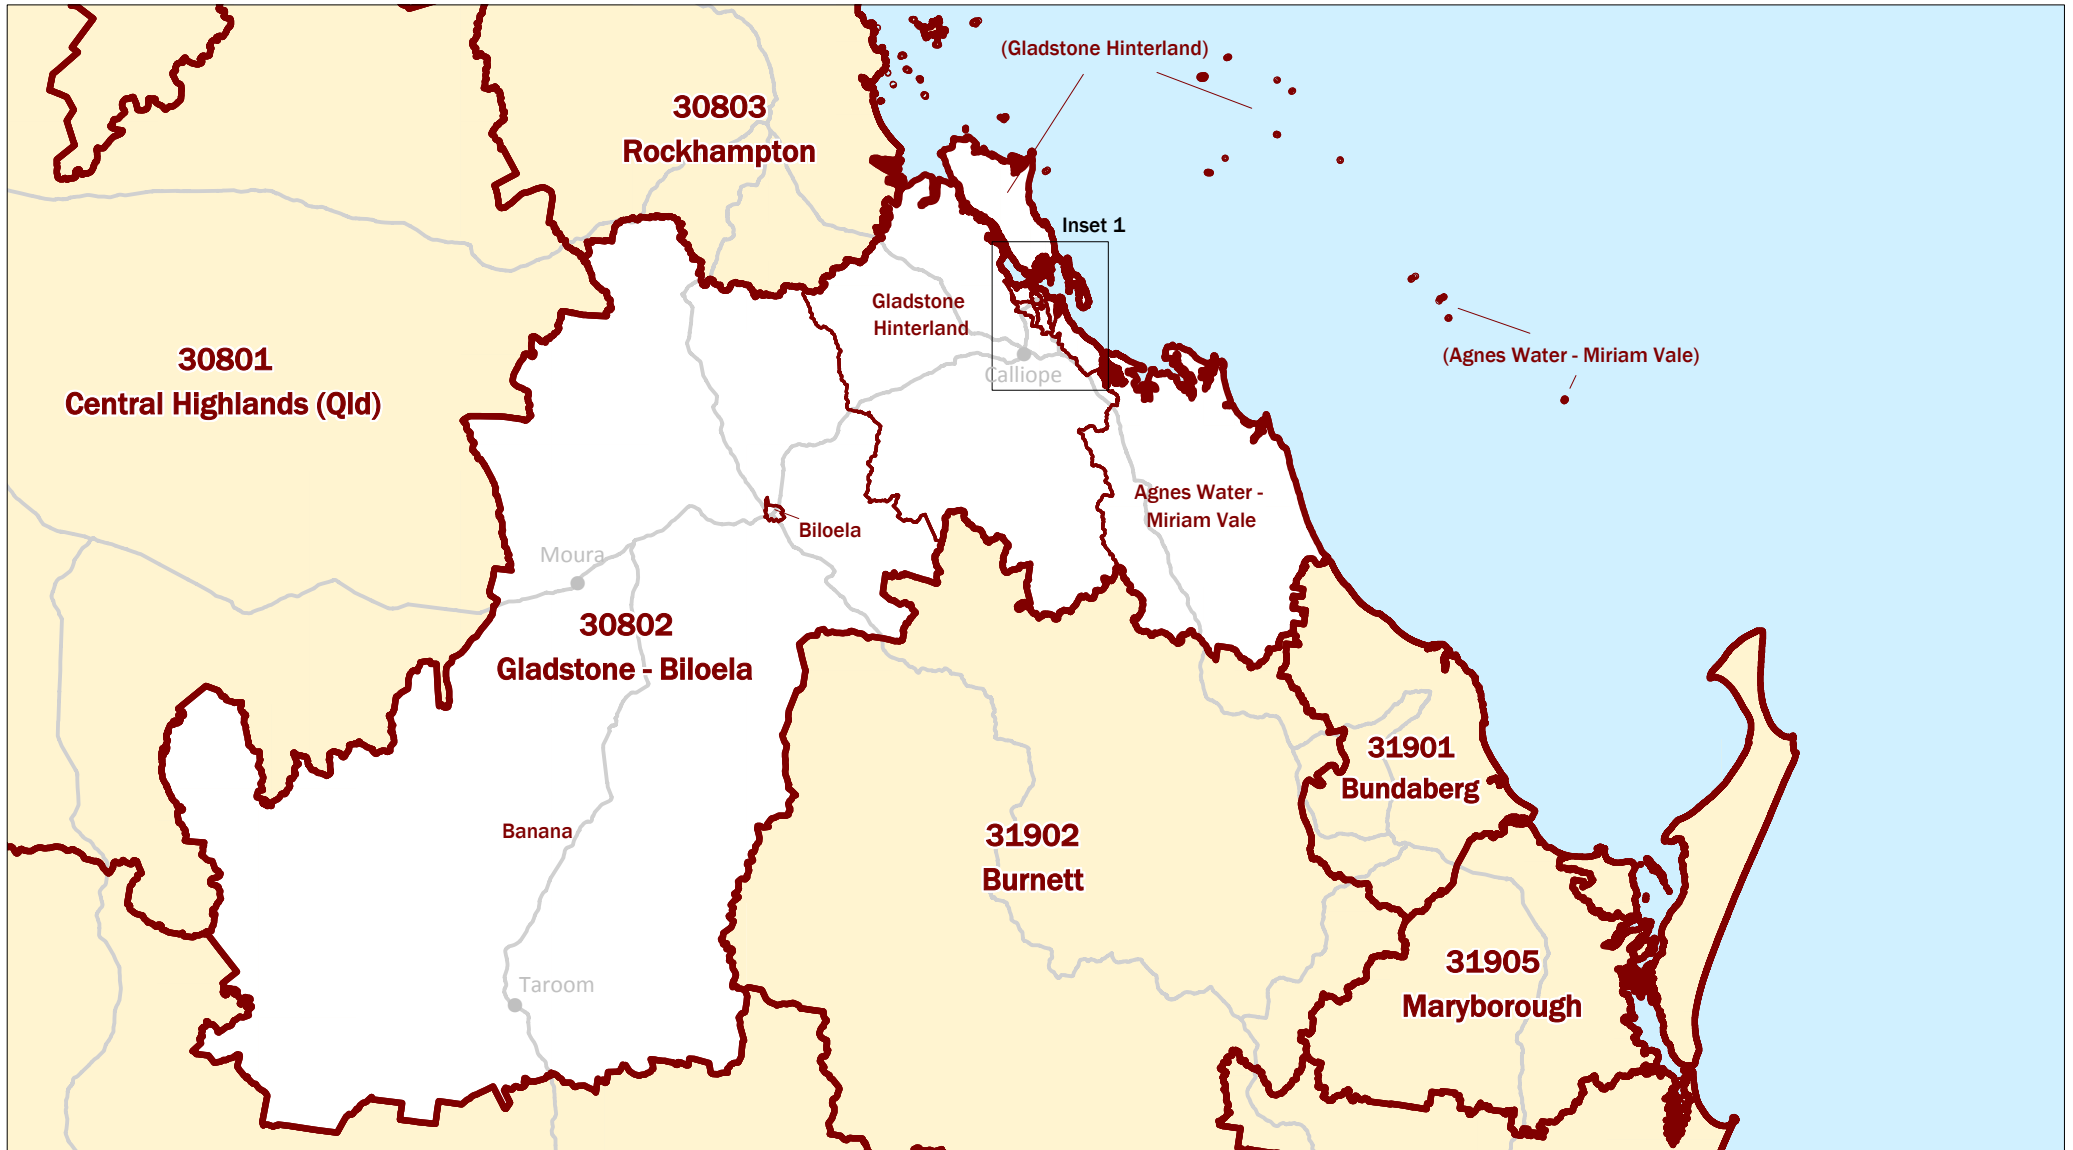 (Gladstone Hinterland)
30803
Rockhampton
Inset 1
Gladstone
Hinterland
30801
Central Highlands (Qld)
Calliope
(Agnes Water - Miriam Vale)
Agnes Water -
Miriam Vale
Biloela
Moura
30802
Gladstone - Biloela
31901
Bundaberg
Banana
31902
Burnett
31905
Maryborough
Taroom